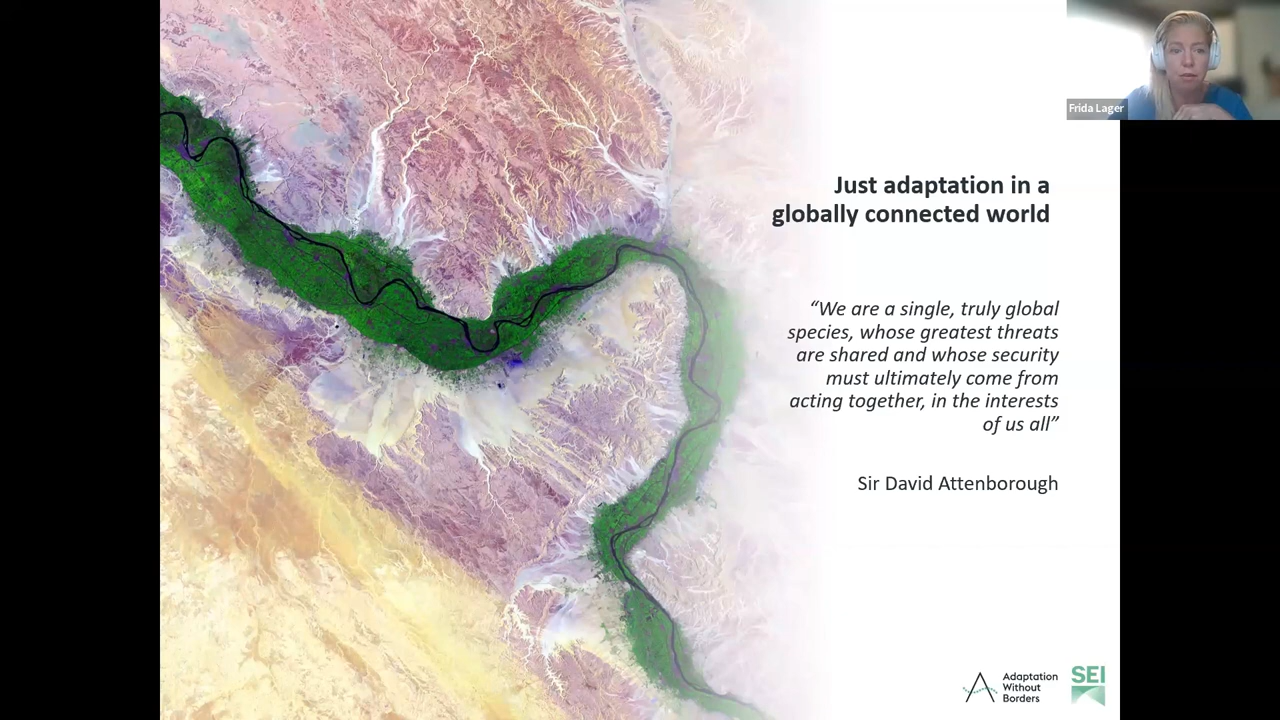 Frida Lager
Just adaptation in a
globally connected world
“We are a single, truly global
species, whose greatest threats
are shared and whose security
must ultimately come from
acting together, in the interests
of us all”
Sir David Attenborough
Adaptation
Without
Borders
SEI